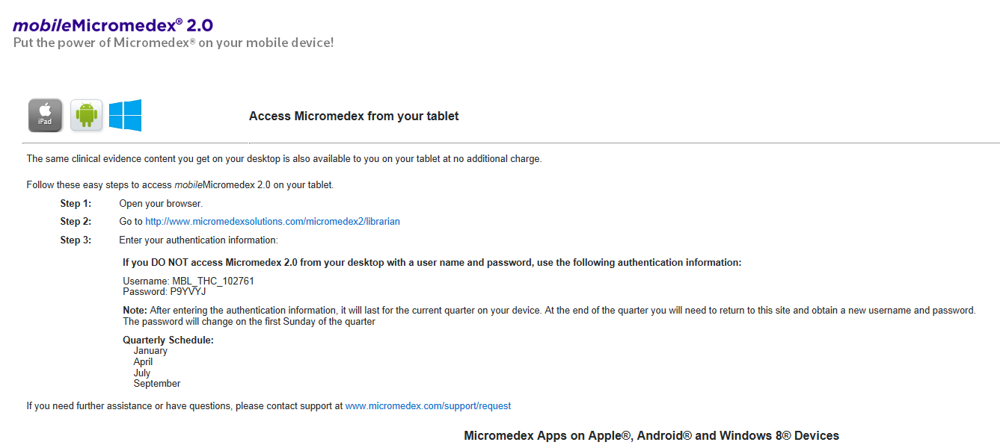 mobileMicromedex® 2.0
Put the power of Micromedex® on your mobile device!
iPad
Access Micromedex from your tablet
The same clinical evidence content you get on your desktop is also available to you on your tablet at no additional charge.
Follow these easy steps to access mobileMicromedex 2.0 on your tablet.
Step 1: Open your browser.
Step 2: Go to http://www.micromedexsolutions.com/micromedex2/librarian
Step 3: Enter your authentication information:
If you DO NOT access Micromedex 2.0 from your desktop with a user name and password, use the following authentication information:
Username: MBL_THC_102761
Password: P9YVYJ
Note: After entering the authentication information, it will last for the current quarter on your device. At the end of the quarter you will need to return to this site and obtain a new username and password.
The password will change on the first Sunday of the quarter
Quarterly Schedule:
January
April
July
September
If you need further assistance or have questions, please contact support at www.micromedex.com/support/request
Micromedex Apps on Apple®, Android® and Windows 8® Devices